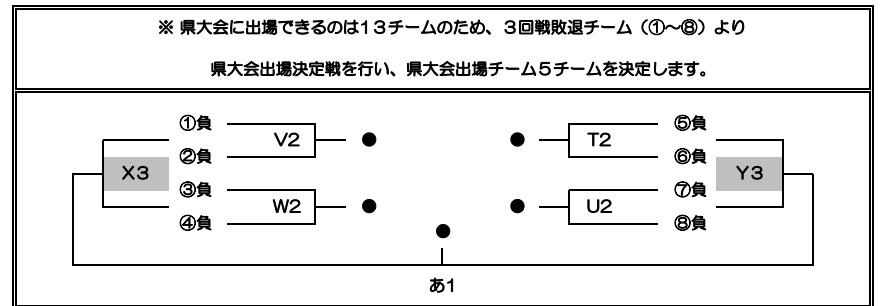 ※ 県大会に出場できるのは１３チームのため、３回戦敗退チーム（①～⑧）より
県大会出場決定戦を行い、県大会出場チーム５チームを決定します。
①負
⑤負
V2
●
●
T2
②負
⑥負
X3
Y3
③負
⑦負
W2
●
●
U2
④負
⑧負
●
あ1